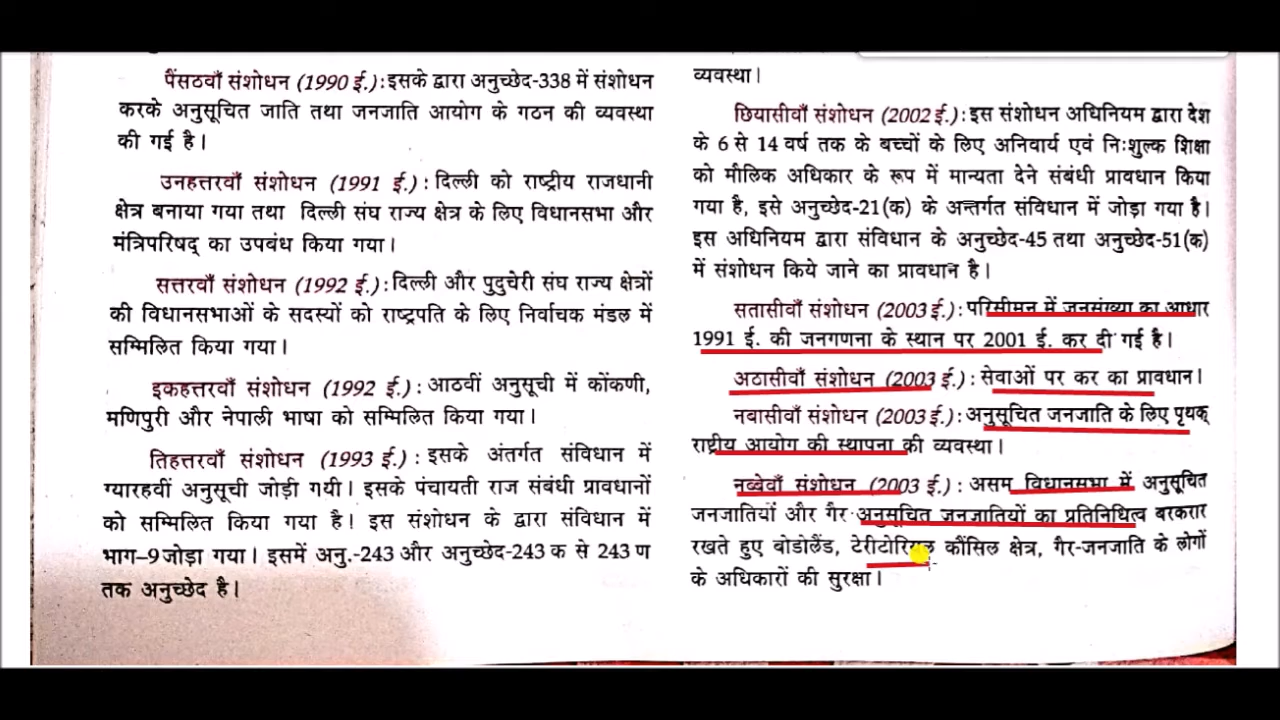 पैंसठवाँ संशोधन (1990 ई.) : इसके द्वारा अनुच्छेद-338 में संशोधन
करके अनुसूचित जाति तथा जनजाति आयोग के गठन की व्यवस्था
की गई है।
उनहत्तरवाँ संशोधन (1991 ई.) : दिल्ली को राष्ट्रीय राजधानी
क्षेत्र बनाया गया तथा दिल्ली संघ राज्य क्षेत्र के लिए विधानसभा और
मंत्रिपरिषद् का उपबंध किया गया।
सत्तरवाँ संशोधन (1992 ई.) : दिल्ली और पुदुचेरी संघ राज्य क्षेत्रों
की विधानसभाओं के सदस्यों को राष्ट्रपति के लिए निर्वाचक मंडल में
सम्मिलित किया गया।
इकहत्तरवाँ संशोधन (1992 ई.) : आठवीं अनुसूची में कोंकणी,
मणिपुरी और नेपाली भाषा को सम्मिलित किया गया।
तिहत्तरवाँ संशोधन (1993 ई.) : इसके अंतर्गत संविधान में
ग्यारहवीं अनुसूची जोड़ी गयी। इसके पंचायती राज संबंधी प्रावधानों
को सम्मिलित किया गया है! इस संशोधन के द्वारा संविधान में
भाग–9 जोड़ा गया। इसमें अनु.-243 और अनुच्छेद-243 क से 243 ण
तक अनुच्छेद है।
व्यवस्था।
छियासीवाँ संशोधन (2002 ई.) : इस संशोधन अधिनियम द्वारा देश
के 6 से 14 वर्ष तक के बच्चों के लिए अनिवार्य एवं निःशुल्क शिक्षा
को मौलिक अधिकार के रूप में मान्यता देने संबंधी प्रावधान किया
गया है, इसे अनुच्छेद-21(क) के अन्तर्गत संविधान में जोड़ा गया है।
इस अधिनियम द्वारा संविधान के अनुच्छेद-45 तथा अनुच्छेद-51(क)
में संशोधन किये जाने का प्रावधान है।
सतासीवाँ संशोधन (2003 ई.) : परिसीमन में जनसंख्या का आधार
1991 ई. की जनगणना के स्थान पर 2001 ई. कर दी गई है।
अठासीवाँ संशोधन (2003 ई.) : सेवाओं पर कर का प्रावधान।
नवासीवाँ संशोधन (2003 ई.) : अनुसूचित जनजाति के लिए पृथक्
राष्ट्रीय आयोग की स्थापना की व्यवस्था।
नब्बेवाँ संशोधन (2003 ई.) : असम विधानसभा में अनुसूचित
जनजातियों और गैर अनुसूचित जनजातियों का प्रतिनिधित्व बरकरार
रखते हुए बोडोलैंड, टेरीटोरियल कौंसिल क्षेत्र, गैर-जनजाति के लोगों
के अधिकारों की सुरक्षा।